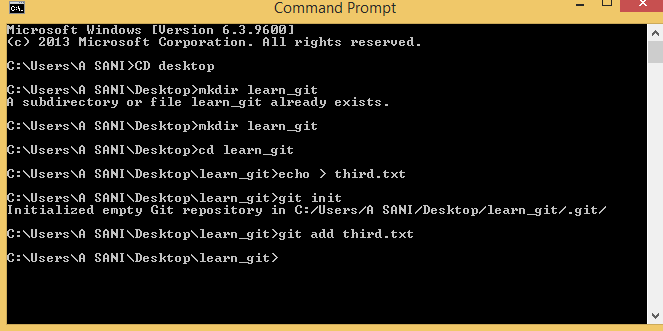 Command Prompt
Microsoft Windows [Version 6.3.9600]
(c) 2013 Microsoft Corporation. All rights reserved.
C:\Users\A SANI>CD desktop
C:\Users\A SANI\Desktop>mkdir learn_git
A subdirectory or file learn_git already exists.
C:\Users\A SANI\Desktop>mkdir learn_git
C:\Users\A SANI\Desktop>cd learn_git
C:\Users\A SANI\Desktop\learn_git>echo > third.txt
C:\Users\A SANI\Desktop\learn_git>git init
Initialized empty Git repository in C:/Users/A SANI/Desktop/learn_git/.git/
C:\Users\A SANI\Desktop\learn_git>git add third.txt
C:\Users\A SANI\Desktop\learn_git>